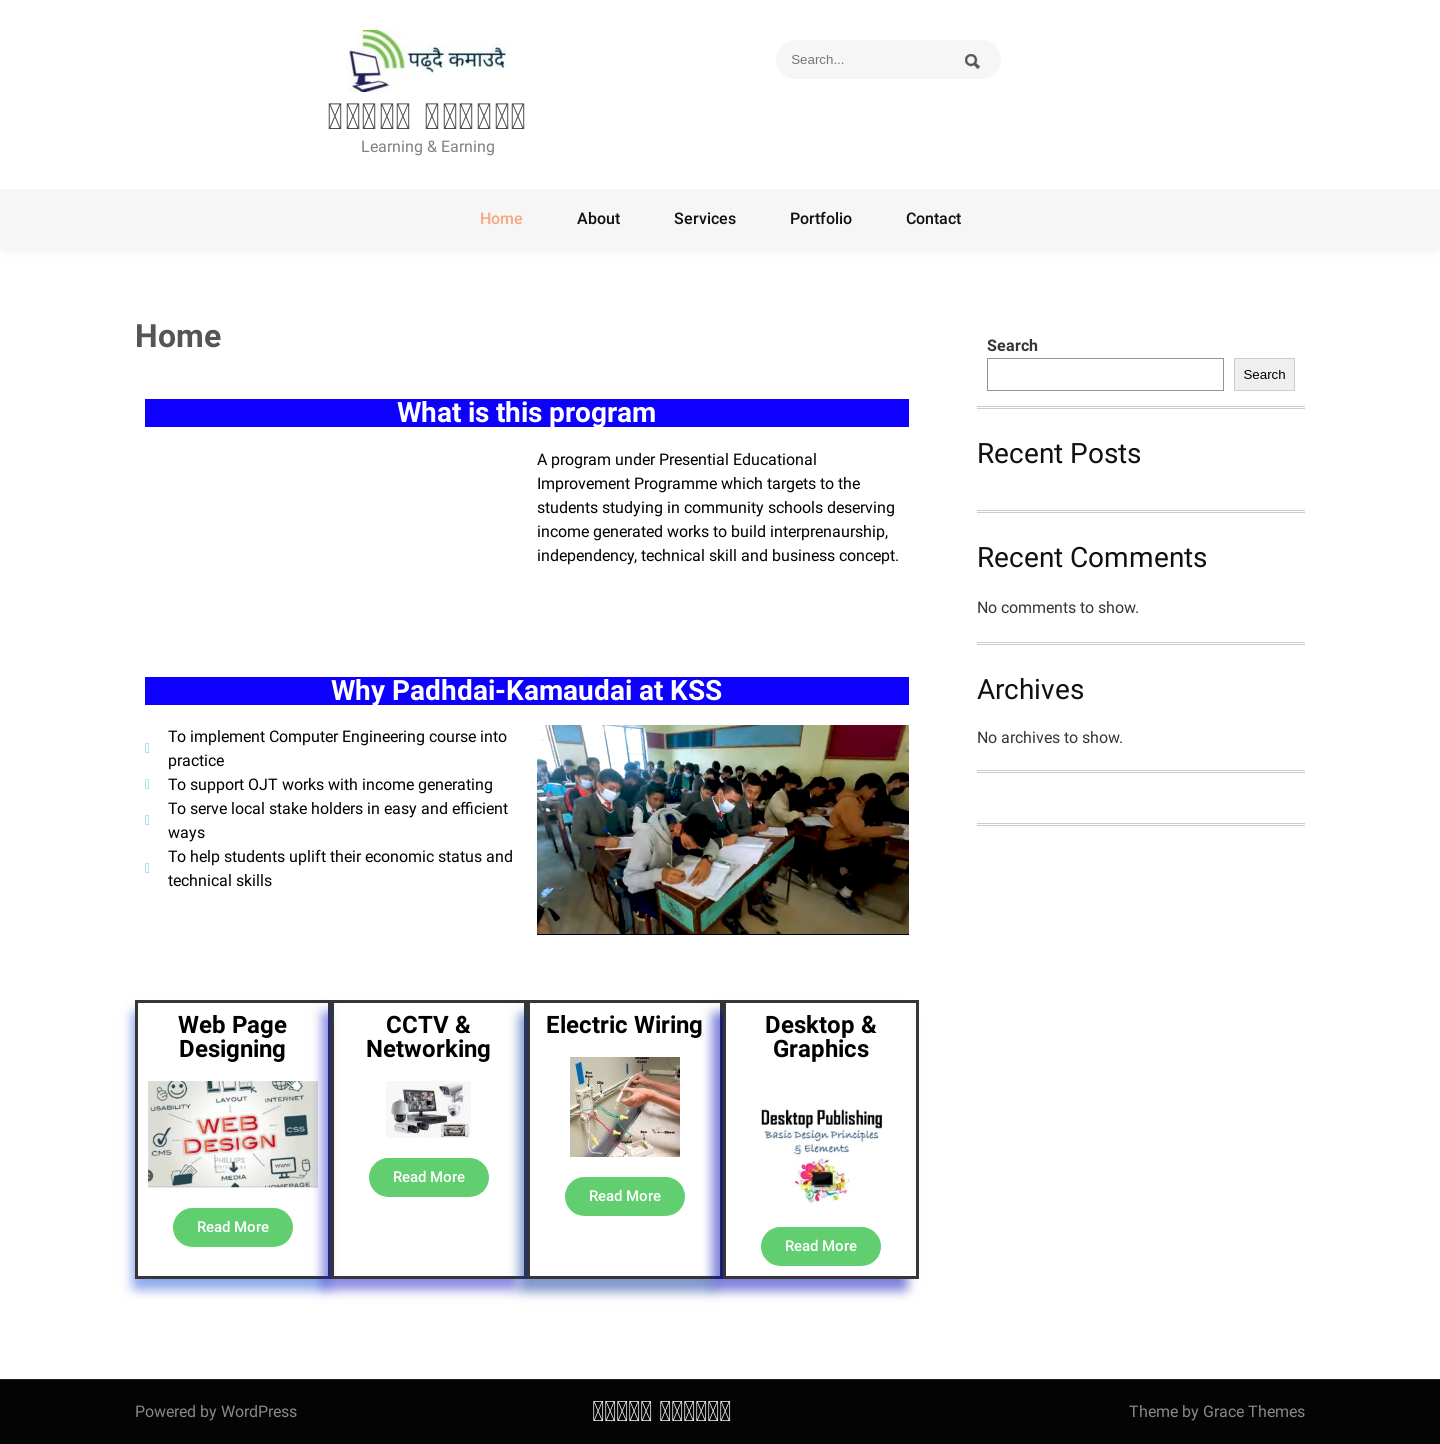 पढ्दै कमाउदै
Learning & Earning
Search...
Home
About
Services
Portfolio
Contact
Home
What is this program
A program under Presential Educational
Improvement Programme which targets to the
students studying in community schools deserving
income generated works to build interprenaurship,
independency, technical skill and business concept.
Why Padhdai-Kamaudai at KSS
To implement Computer Engineering course into
practice
To support OJT works with income generating
To serve local stake holders in easy and efficient
ways
To help students uplift their economic status and
technical skills
Search
Search
Recent Posts
Recent Comments
No comments to show.
Archives
No archives to show.
Web Page
Designing
USABILITY
LAYOUT
INTERNET
WEB
DESIGN
CSS
CMS
PHILLIPS
MEDIA
WWW
HOMEPAGE
Read More
CCTV &
Networking
Read More
Electric Wiring
Read More
Desktop &
Graphics
Desktop Publishing
Basic Design Principles
& Elements
Read More
Powered by WordPress
Theme by Grace Themes